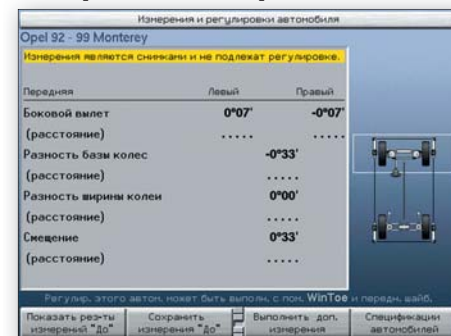 Измерения и регулировки автомобиля
Opel 92 - 99 Monterey
Измерения являются снимками и не подлежат регулировке.
Передняя Левый Правый
Боковой вылет 0°07' -0°07'
(расстояние) ..... .....
Разность базы колес -0°33'
(расстояние) .....
Разность ширины колеи 0°00'
(расстояние) .....
Смещение 0°33'
(расстояние) .....
Регулир. этого автом. может быть выполн. с пом. WinToe и передн. шайб.
Показать рез-ты измерений "До"
Сохранить измерения "До"
Выполнить доп. измерения
Спецификации автомобилей